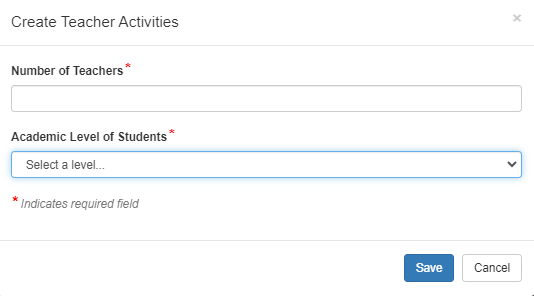 Create Teacher Activities ×
Number of Teachers*
Academic Level of Students*
Select a level...
* Indicates required field
Save Cancel